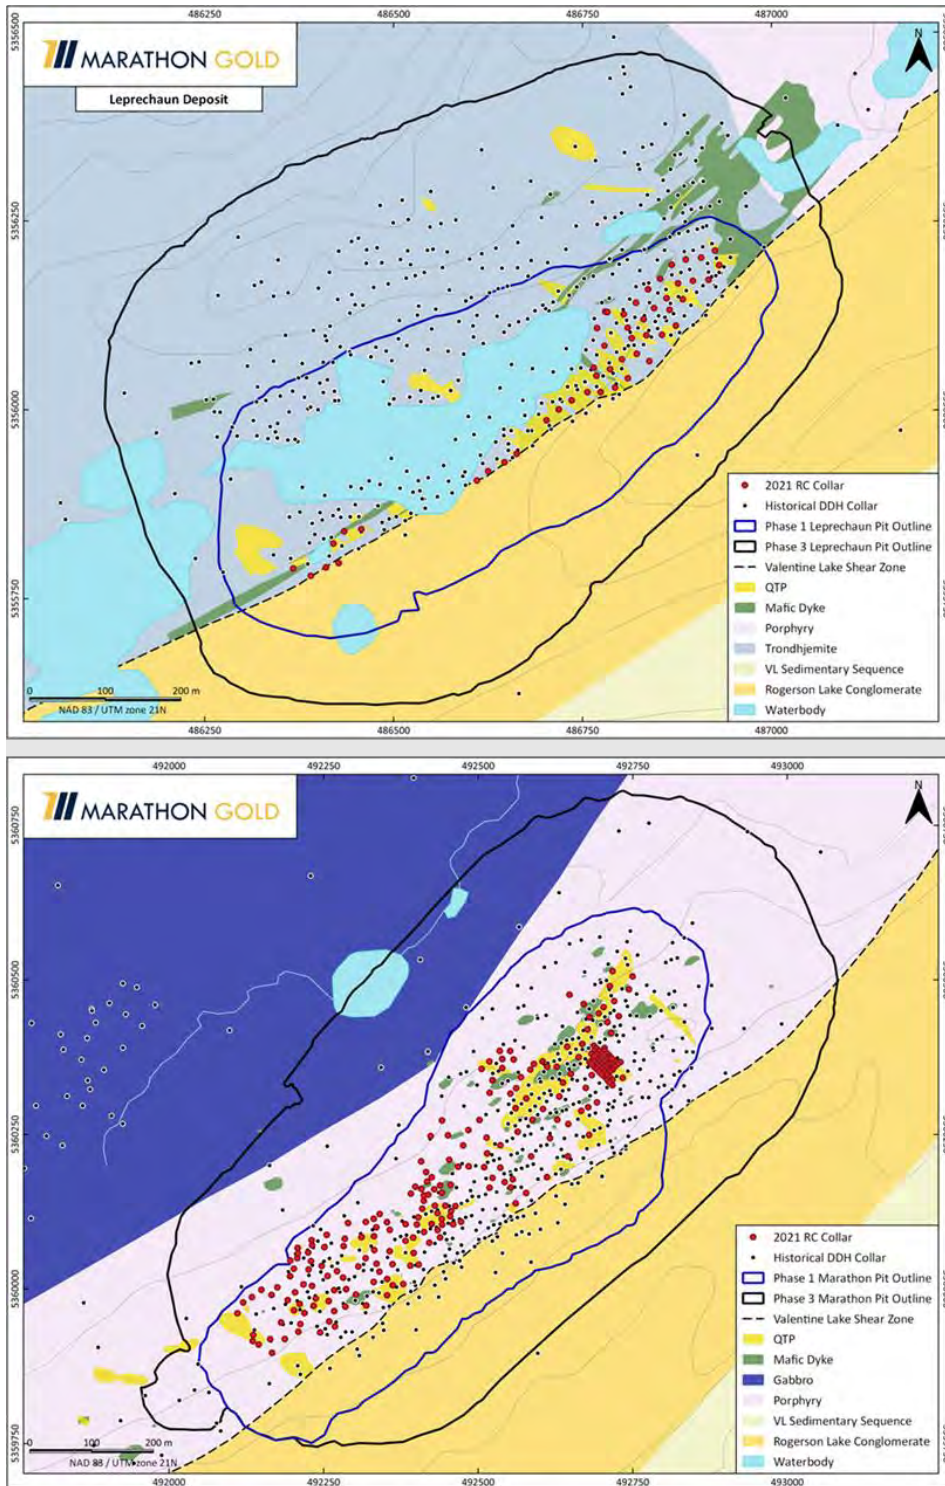 486250 486500 486750 487000
5356500
MARATHON GOLD
Leprechaun Deposit
N
5356250
5356000
5355750
2021 RC Collar
Historical DDH Collar
Phase 1 Leprechaun Pit Outline
Phase 3 Leprechaun Pit Outline
Valentine Lake Shear Zone
QTP
Mafic Dyke
Porphyry
Trondhjemite
VL Sedimentary Sequence
Rogerson Lake Conglomerate
Waterbody
0 100 200 m
NAD 83 / UTM zone 21N
486250 486500 486750 487000
492000 492250 492500 492750 493000
MARATHON GOLD
N
5360750
5360500
5360250
5360000
5359750
2021 RC Collar
Historical DDH Collar
Phase 1 Marathon Pit Outline
Phase 3 Marathon Pit Outline
Valentine Lake Shear Zone
QTP
Mafic Dyke
Gabbro
Porphyry
VL Sedimentary Sequence
Rogerson Lake Conglomerate
Waterbody
0 100 200 m
NAD 83 / UTM zone 21N
492000 492250 492500 492750 493000